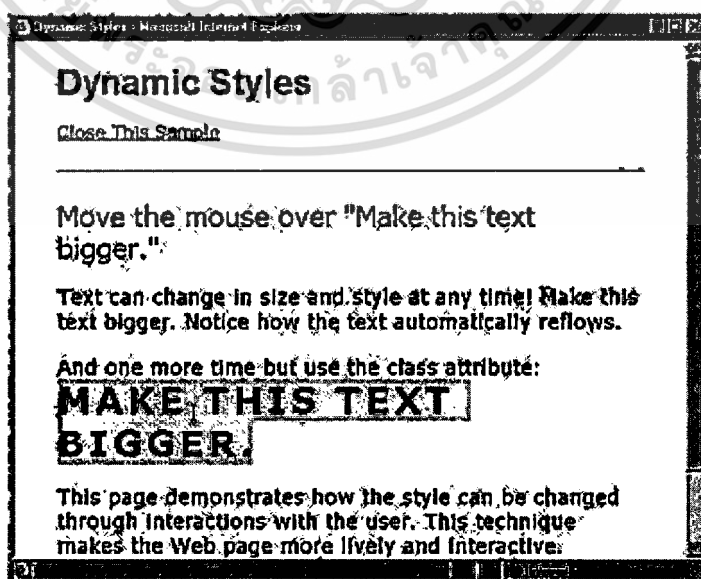 Dynamic Styles - Microsoft Internet Explorer
Dynamic Styles
Close This Sample
Move the mouse over "Make this text
bigger."
Text can change in size and style at any time! Make this
text bigger. Notice how the text automatically reflows.
And one more time but use the class attribute:
MAKE THIS TEXT
BIGGER.
This page demonstrates how the style can be changed
through interactions with the user. This technique
makes the Web page more lively and interactive.